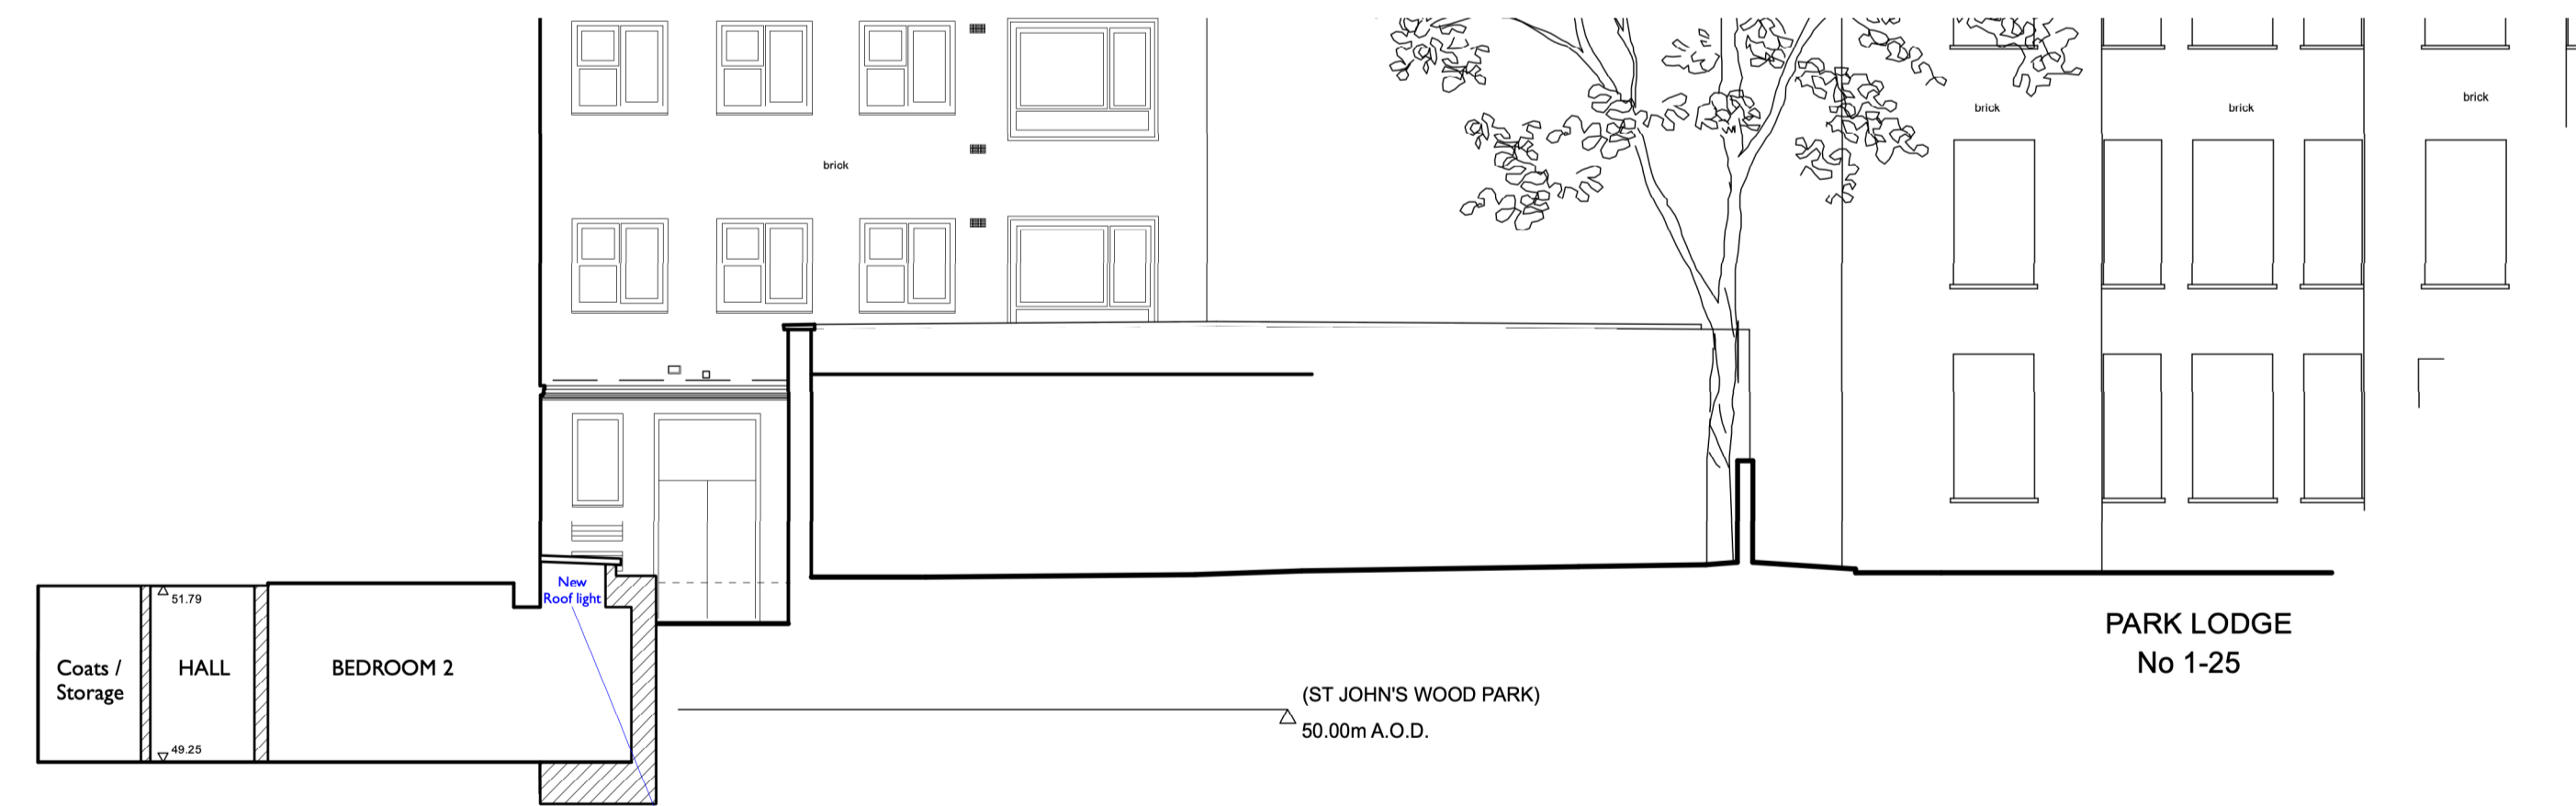 brick
brick
brick
brick
New
Roof light
51.79
Coats /
Storage
HALL
BEDROOM 2
49.25
(ST JOHN'S WOOD PARK)
50.00m A.O.D.
PARK LODGE
No 1-25